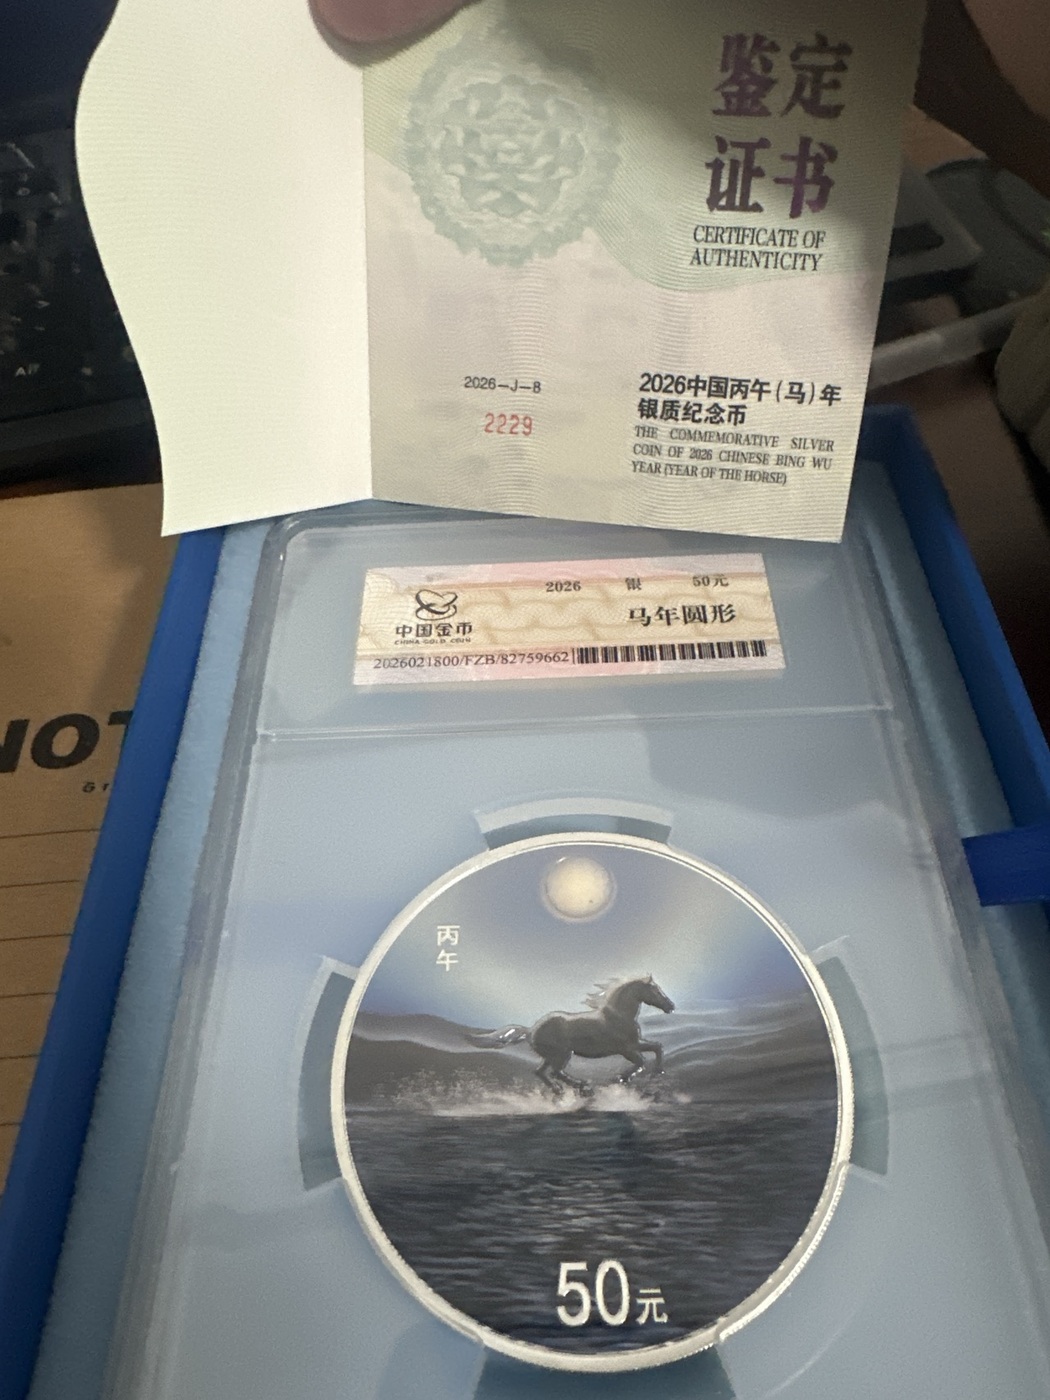 鉴定
证书
CERTIFICATE OF
AUTHENTICITY
2026-J-8
2229
2026中国丙午(马)年
银质纪念币
THE COMMEMORATIVE SILVER
COIN OF 2026 CHINESE BING WU
YEAR (YEAR OF THE HORSE)
2026 银 50元
马年圆形
中国金币
CHINA GOLD COIN
2026021800/FZB/82759662
丙
午
50元